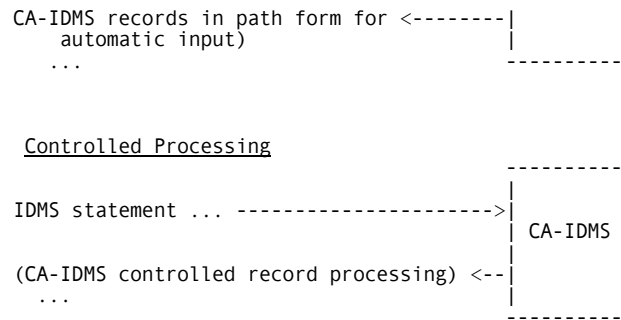 CA-IDMS records in path form for <--------|
automatic input) |
... ----------
Controlled Processing
----------
|
IDMS statement ... ---------------------->|
| CA-IDMS
|
(CA-IDMS controlled record processing) <--|
... |
----------